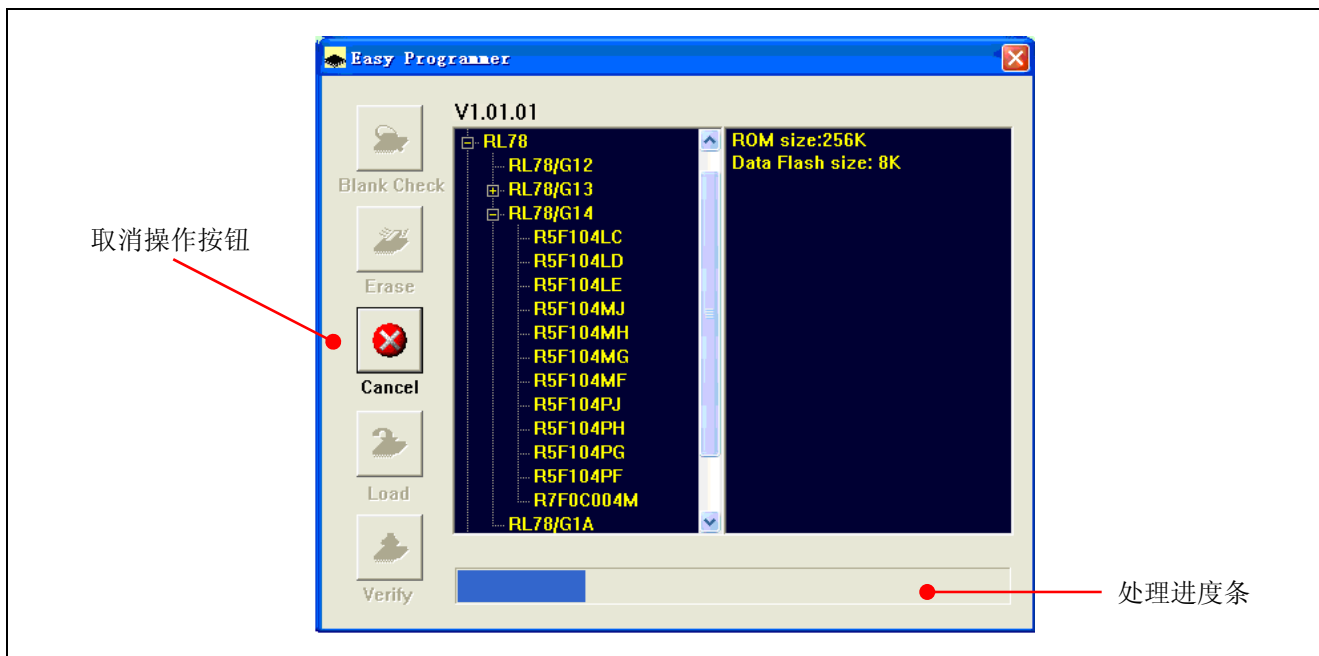 Easy Programmer
V1.01.01
Blank Check
Erase
Cancel
Load
Verify
RL78
RL78/G12
RL78/G13
RL78/G14
R5F104LC
R5F104LD
R5F104LE
R5F104MJ
R5F104MH
R5F104MG
R5F104MF
R5F104PJ
R5F104PH
R5F104PG
R5F104PF
R7F0C004M
RL78/G1A
ROM size:256K
Data Flash size: 8K
取消操作按钮
处理进度条